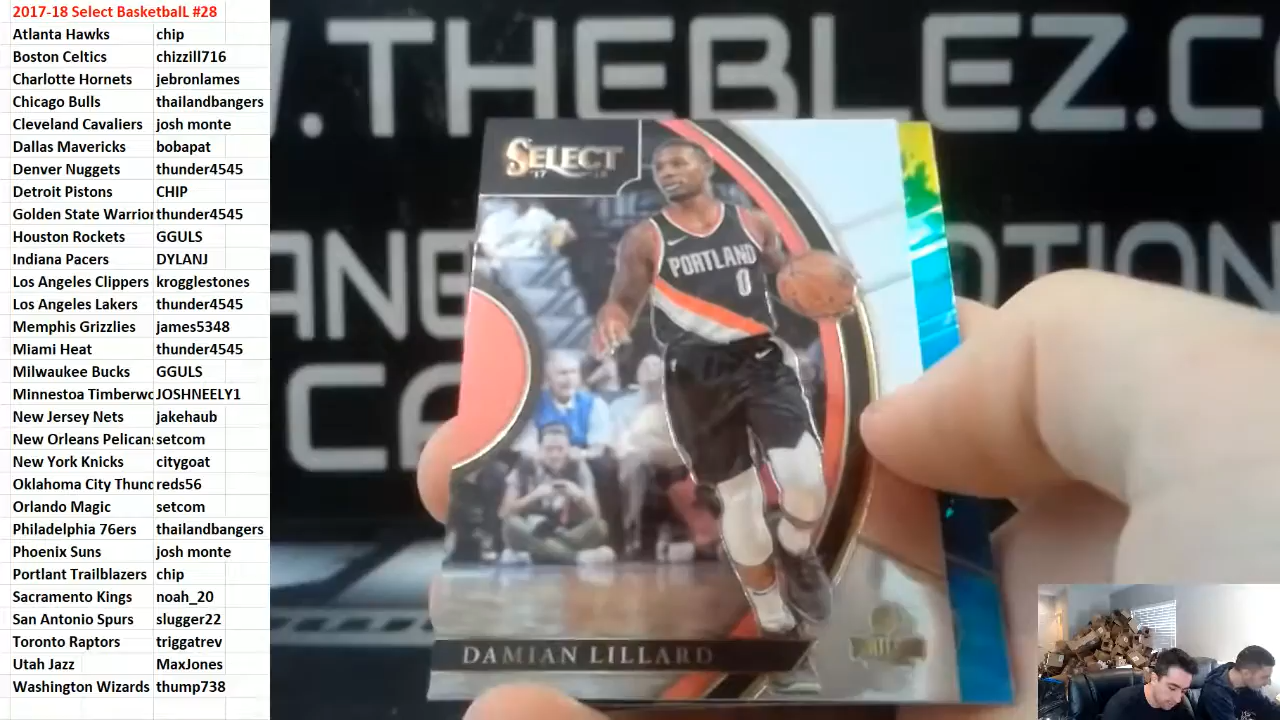 2017-18 Select BasketballL #28
Atlanta Hawks chip
Boston Celtics chizzill716
Charlotte Hornets jebronlames
Chicago Bulls thailandbangers
Cleveland Cavaliers josh monte
Dallas Mavericks bobapat
Denver Nuggets thunder4545
Detroit Pistons CHIP
Golden State Warrior thunder4545
Houston Rockets GGULS
Indiana Pacers DYLANJ
Los Angeles Clippers krogglestones
Los Angeles Lakers thunder4545
Memphis Grizzlies james5348
Miami Heat thunder4545
Milwaukee Bucks GGULS
Minnestoa Timberwo JOSHNEELY1
New Jersey Nets jakehaub
New Orleans Pelicans setcom
New York Knicks citygoat
Oklahoma City Thund reds56
Orlando Magic setcom
Philadelphia 76ers thailandbangers
Phoenix Suns josh monte
Portlant Trailblazers chip
Sacramento Kings noah_20
San Antonio Spurs slugger22
Toronto Raptors triggatrev
Utah Jazz MaxJones
Washington Wizards thump738
.THEBLEZ.C
SELECT
17 18
PORTLAND
0
DAMIAN LILLARD